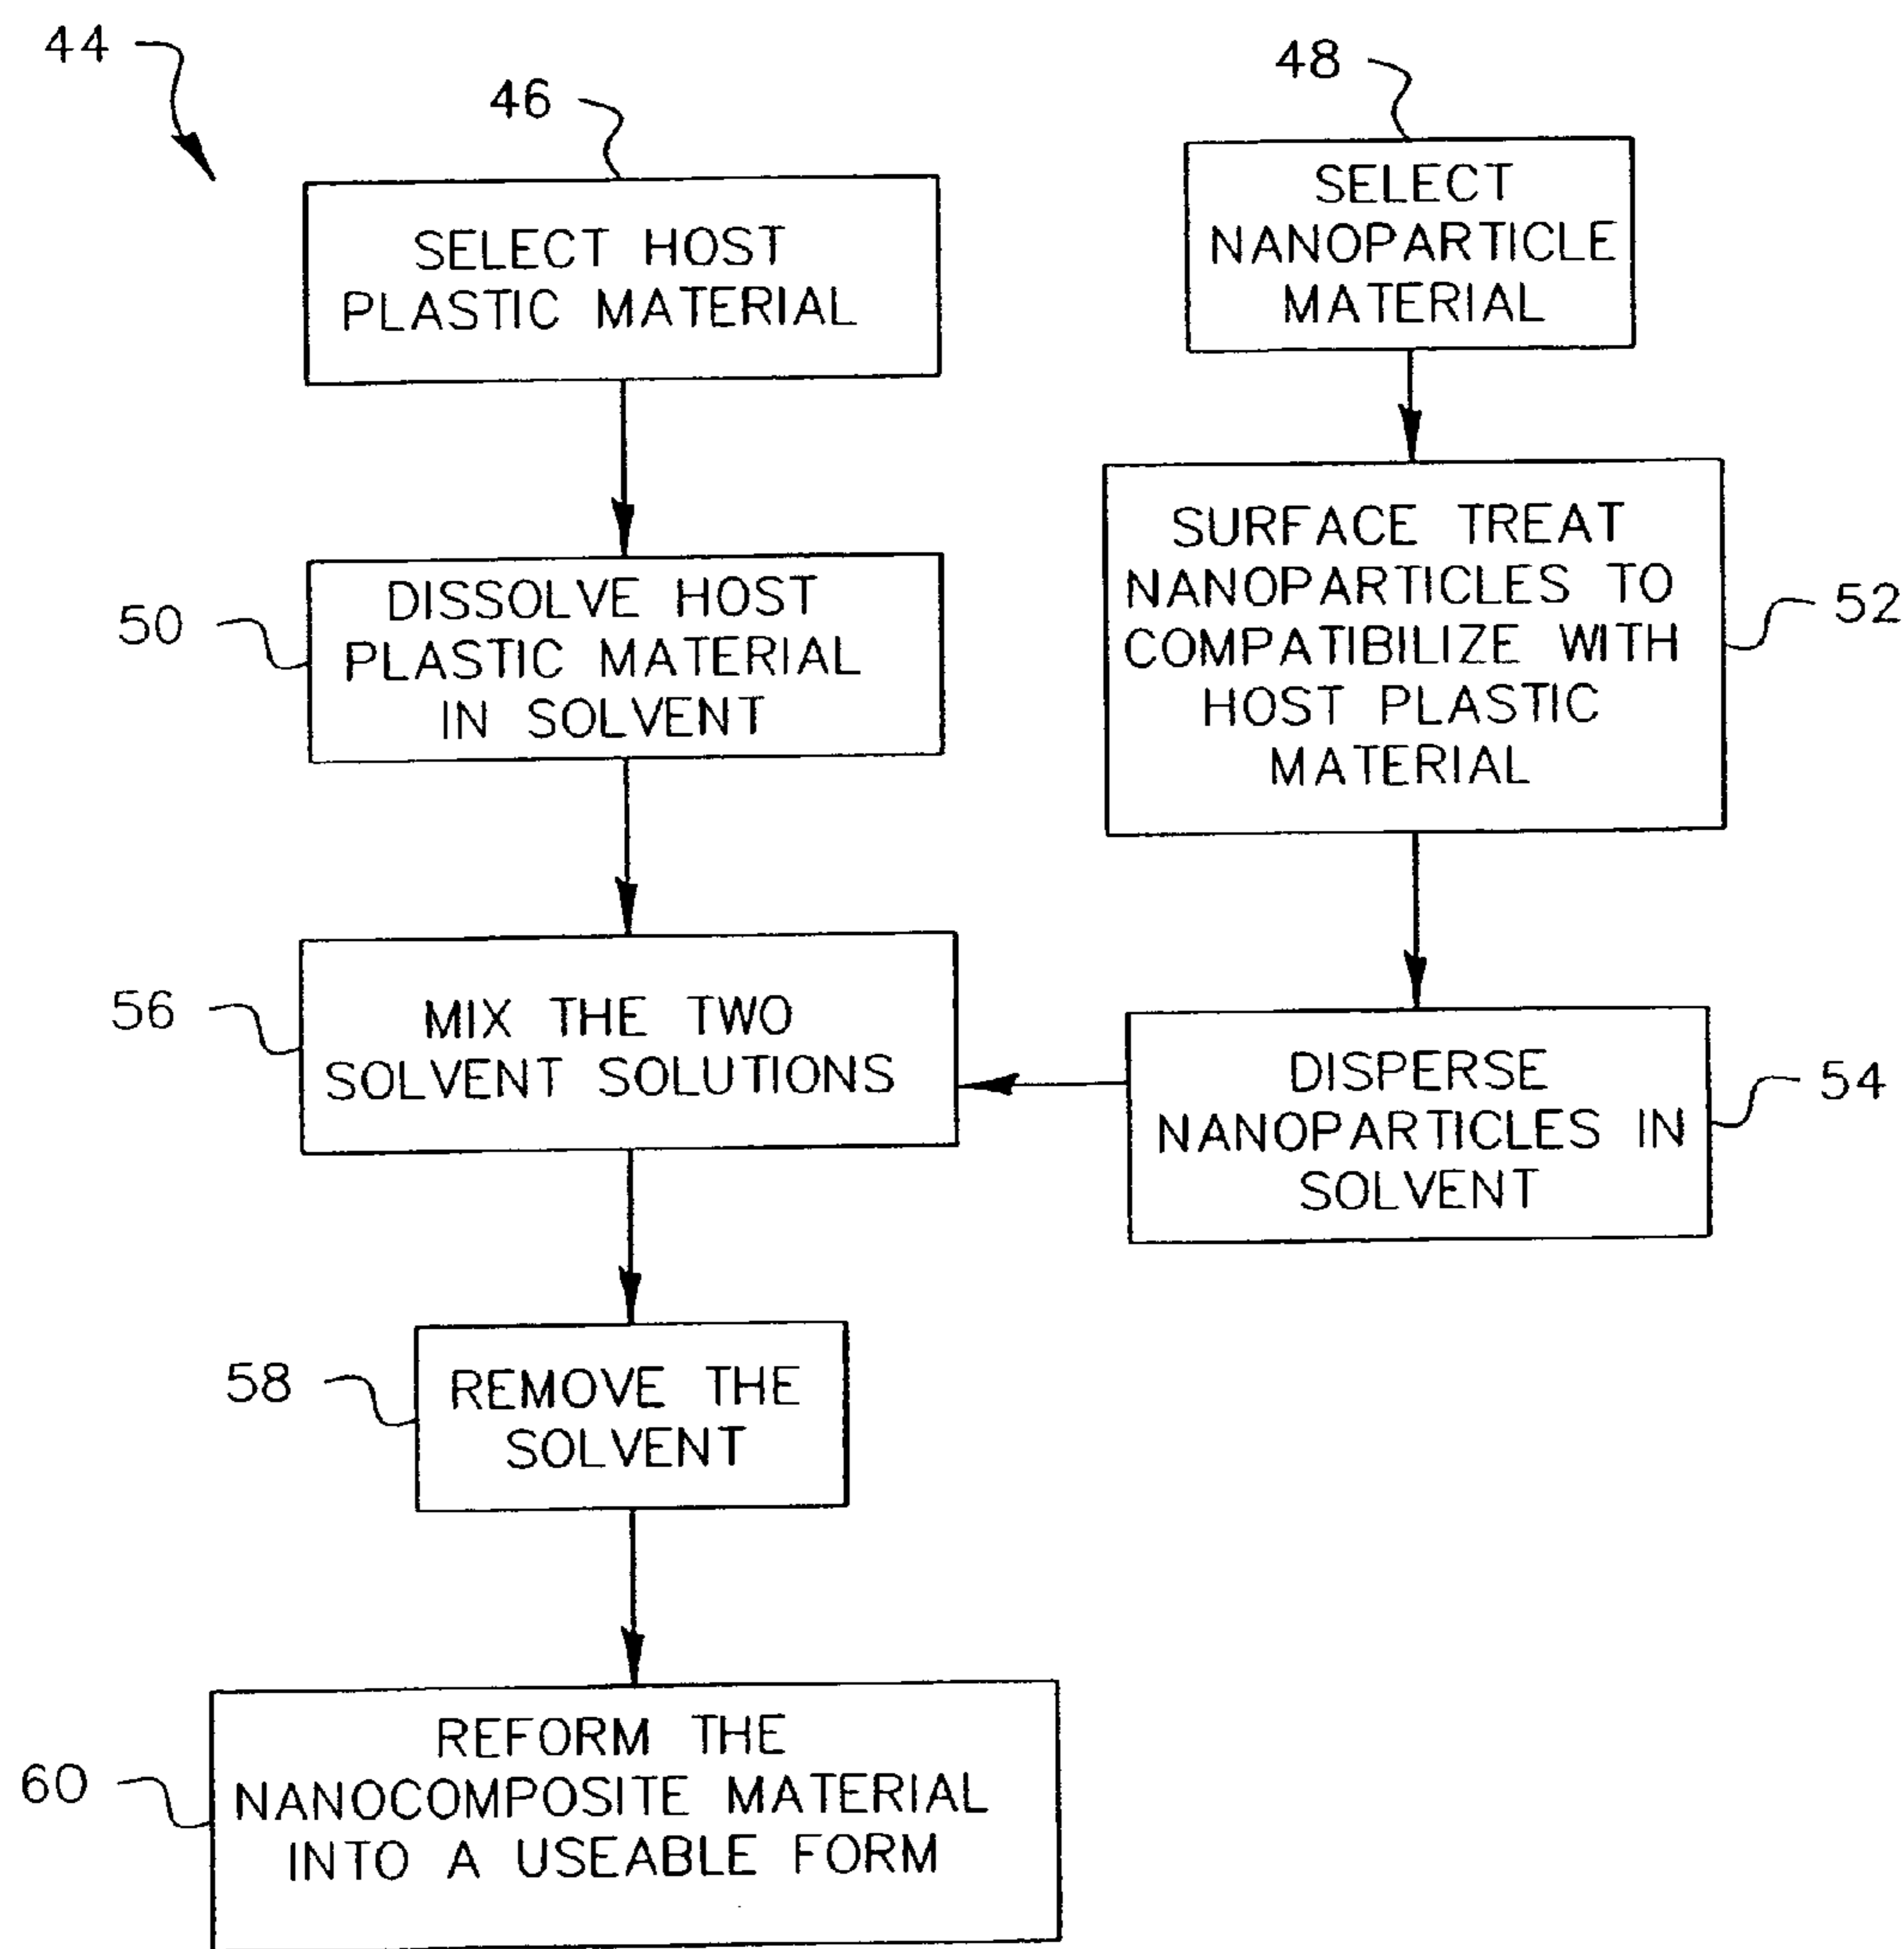 44
46
SELECT HOST
PLASTIC MATERIAL
48
SELECT
NANOPARTICLE
MATERIAL
50
DISSOLVE HOST
PLASTIC MATERIAL
IN SOLVENT
SURFACE TREAT
NANOPARTICLES TO
COMPATIBILIZE WITH
HOST PLASTIC
MATERIAL
52
56
MIX THE TWO
SOLVENT SOLUTIONS
DISPERSE
NANOPARTICLES IN
SOLVENT
54
58
REMOVE THE
SOLVENT
60
REFORM THE
NANOCOMPOSITE MATERIAL
INTO A USEABLE FORM